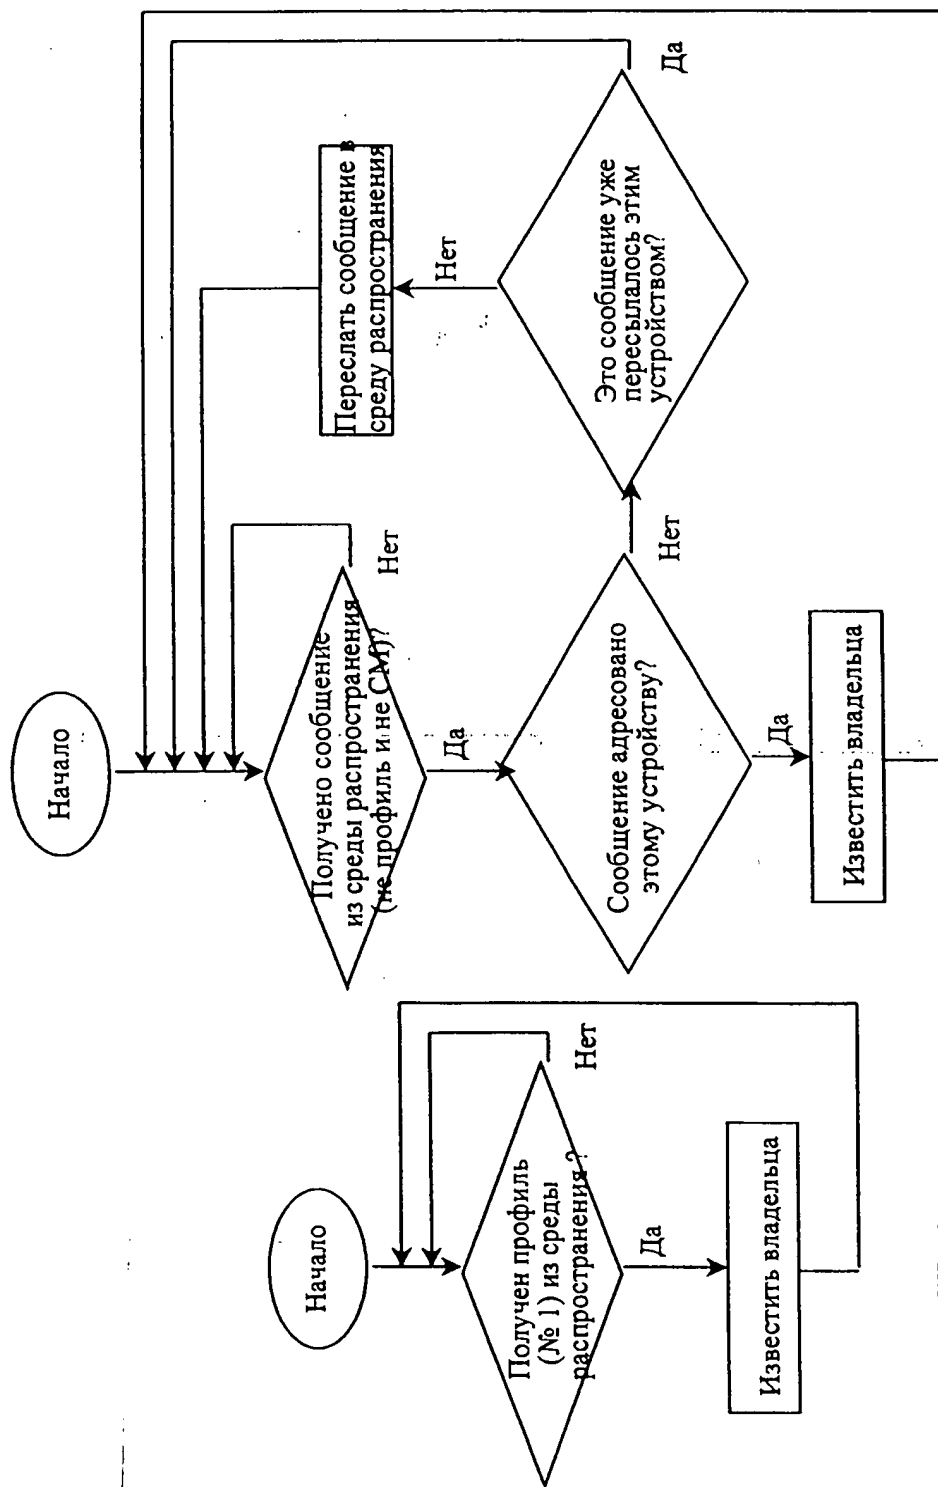 Начало
Получен профиль
(№ 1) из среды
распространения?
Нет
Да
Известить владельца
Начало
Получено сообщение
из среды распространения
(не профиль и не СМ)?
Нет
Да
Сообщение адресовано
этому устройству?
Нет
Да
Известить владельца
Это сообщение уже
пересылалось этим
устройством?
Да
Нет
Переслать сообщение в
среду распространения